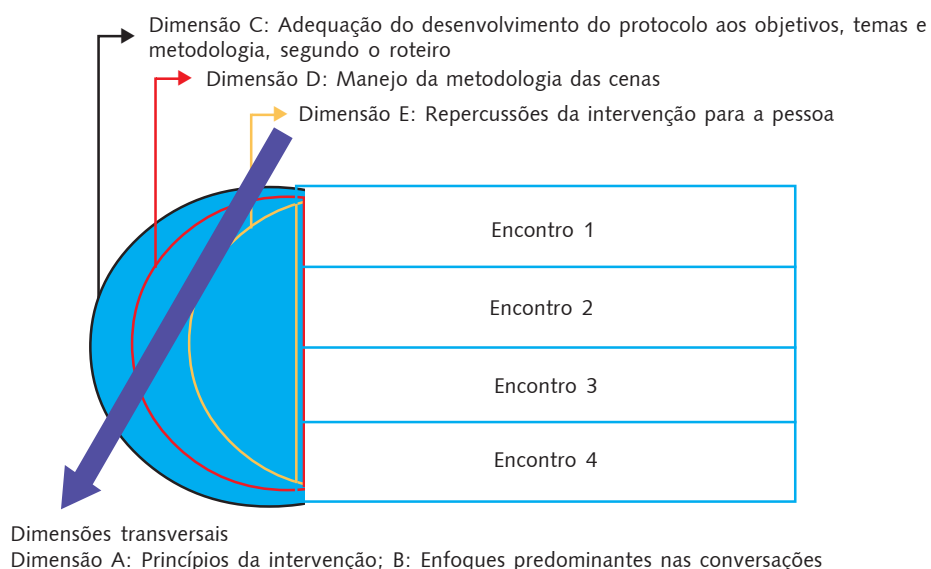 Dimensão C: Adequação do desenvolvimento do protocolo aos objetivos, temas e
metodologia, segundo o roteiro
Dimensão D: Manejo da metodologia das cenas
Dimensão E: Repercussões da intervenção para a pessoa
Encontro 1
Encontro 2
Encontro 3
Encontro 4
Dimensões transversais
Dimensão A: Princípios da intervenção; B: Enfoques predominantes nas conversações